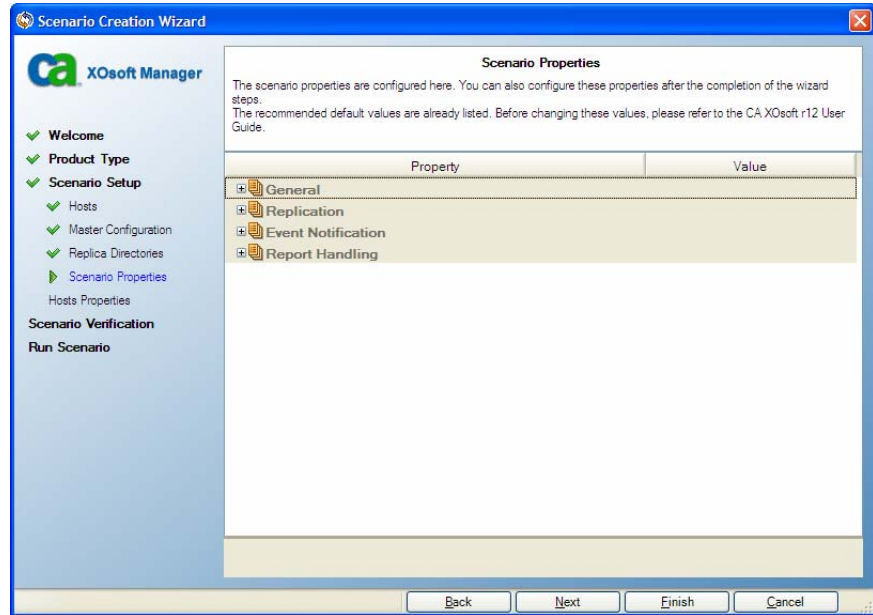 Scenario Creation Wizard
ca
XOsoft Manager
Welcome
Product Type
Scenario Setup
Hosts
Master Configuration
Replica Directories
Scenario Properties
Hosts Properties
Scenario Verification
Run Scenario
Scenario Properties
The scenario properties are configured here. You can also configure these properties after the completion of the wizard
steps.
The recommended default values are already listed. Before changing these values, please refer to the CA XOsoft r12 User
Guide.
Property Value
General
Replication
Event Notification
Report Handling
Back Next Finish Cancel